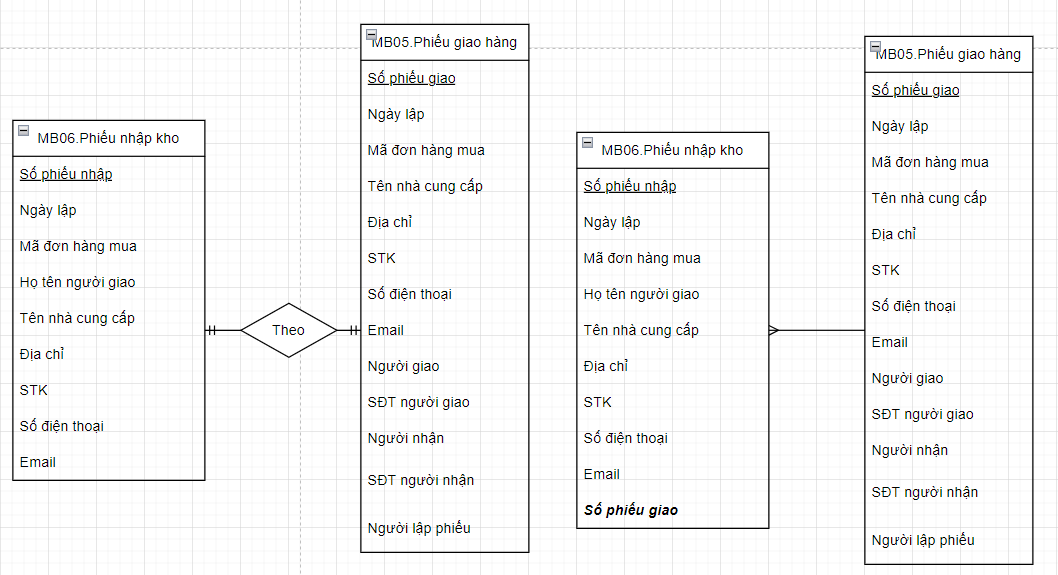 MB06.Phiếu nhập kho
Số phiếu nhập
Ngày lập
Mã đơn hàng mua
Họ tên người giao
Tên nhà cung cấp
Địa chỉ
STK
Số điện thoại
Email
Theo
MB05.Phiếu giao hàng
Số phiếu giao
Ngày lập
Mã đơn hàng mua
Tên nhà cung cấp
Địa chỉ
STK
Số điện thoại
Email
Người giao
SĐT người giao
Người nhận
SĐT người nhận
Người lập phiếu
MB06.Phiếu nhập kho
Số phiếu nhập
Ngày lập
Mã đơn hàng mua
Họ tên người giao
Tên nhà cung cấp
Địa chỉ
STK
Số điện thoại
Email
Số phiếu giao
MB05.Phiếu giao hàng
Số phiếu giao
Ngày lập
Mã đơn hàng mua
Tên nhà cung cấp
Địa chỉ
STK
Số điện thoại
Email
Người giao
SĐT người giao
Người nhận
SĐT người nhận
Người lập phiếu